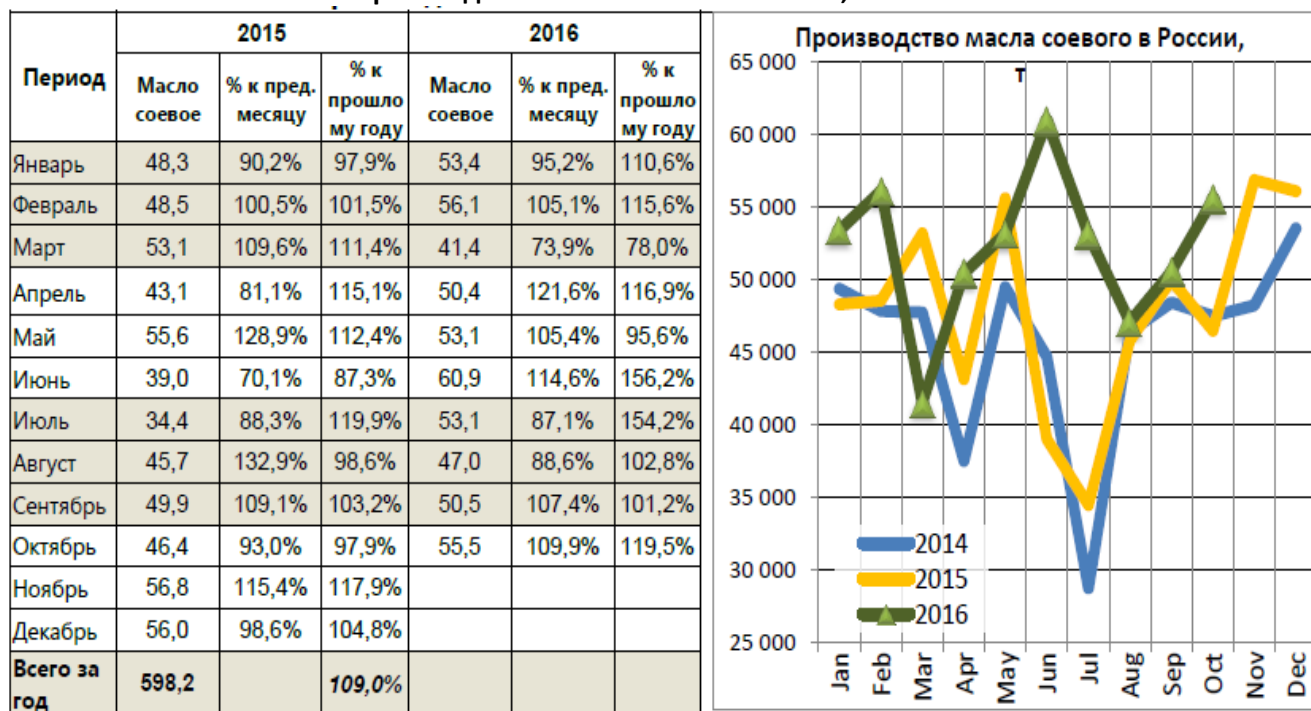 2015 2016
Период Масло соевое % к пред. месяцу % к прошло му году Масло соевое % к пред. месяцу % к прошло му году
Январь 48,3 90,2% 97,9% 53,4 95,2% 110,6%
Февраль 48,5 100,5% 101,5% 56,1 105,1% 115,6%
Март 53,1 109,6% 111,4% 41,4 73,9% 78,0%
Апрель 43,1 81,1% 115,1% 50,4 121,6% 116,9%
Май 55,6 128,9% 112,4% 53,1 105,4% 95,6%
Июнь 39,0 70,1% 87,3% 60,9 114,6% 156,2%
Июль 34,4 88,3% 119,9% 53,1 87,1% 154,2%
Август 45,7 132,9% 98,6% 47,0 88,6% 102,8%
Сентябрь 49,9 109,1% 103,2% 50,5 107,4% 101,2%
Октябрь 46,4 93,0% 97,9% 55,5 109,9% 119,5%
Ноябрь 56,8 115,4% 117,9%
Декабрь 56,0 98,6% 104,8%
Всего за год 598,2 109,0%
Производство масла соевого в России,
т
65 000
60 000
55 000
50 000
45 000
40 000
35 000
30 000
25 000
2014
2015
2016
Jan Feb Mar Apr May Jun Jul Aug Sep Oct Nov Dec